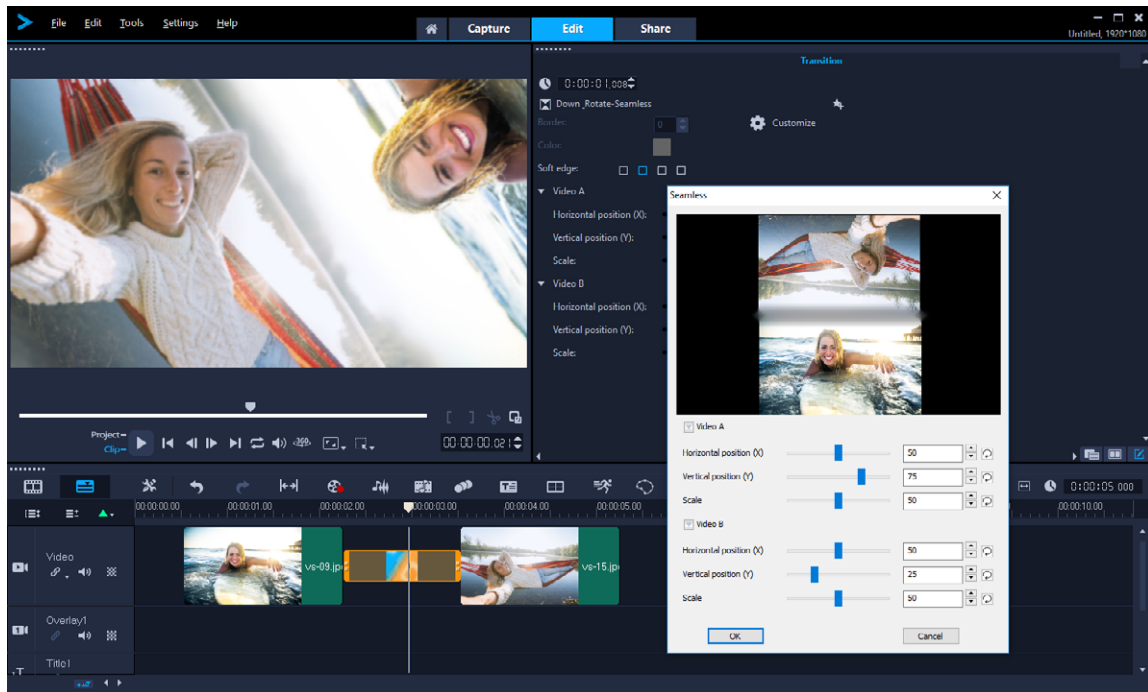 File Edit Tools Settings Help
Capture Edit Share
Untitled, 1920*1080
Transition
0:00:01.008
Down_Rotate-Seamless
Border: 0
Customize
Color:
Soft edge:
Video A
Horizontal position (X):
Vertical position (Y):
Scale:
Video B
Horizontal position (X):
Vertical position (Y):
Scale:
Seamless
Video A
Horizontal position (X) 50
Vertical position (Y) 75
Scale 50
Video B
Horizontal position (X) 50
Vertical position (Y) 25
Scale 50
OK Cancel
Project-
Clip-
00:00:00.021
0:00:05 000
00:00:00.00 00:00:01.00 00:00:02.00 00:00:03.00 00:00:04.00 00:00:05.00 00:00:10.00
Video
vs-09.jp
vs-15.jp
Overlay1
Title1